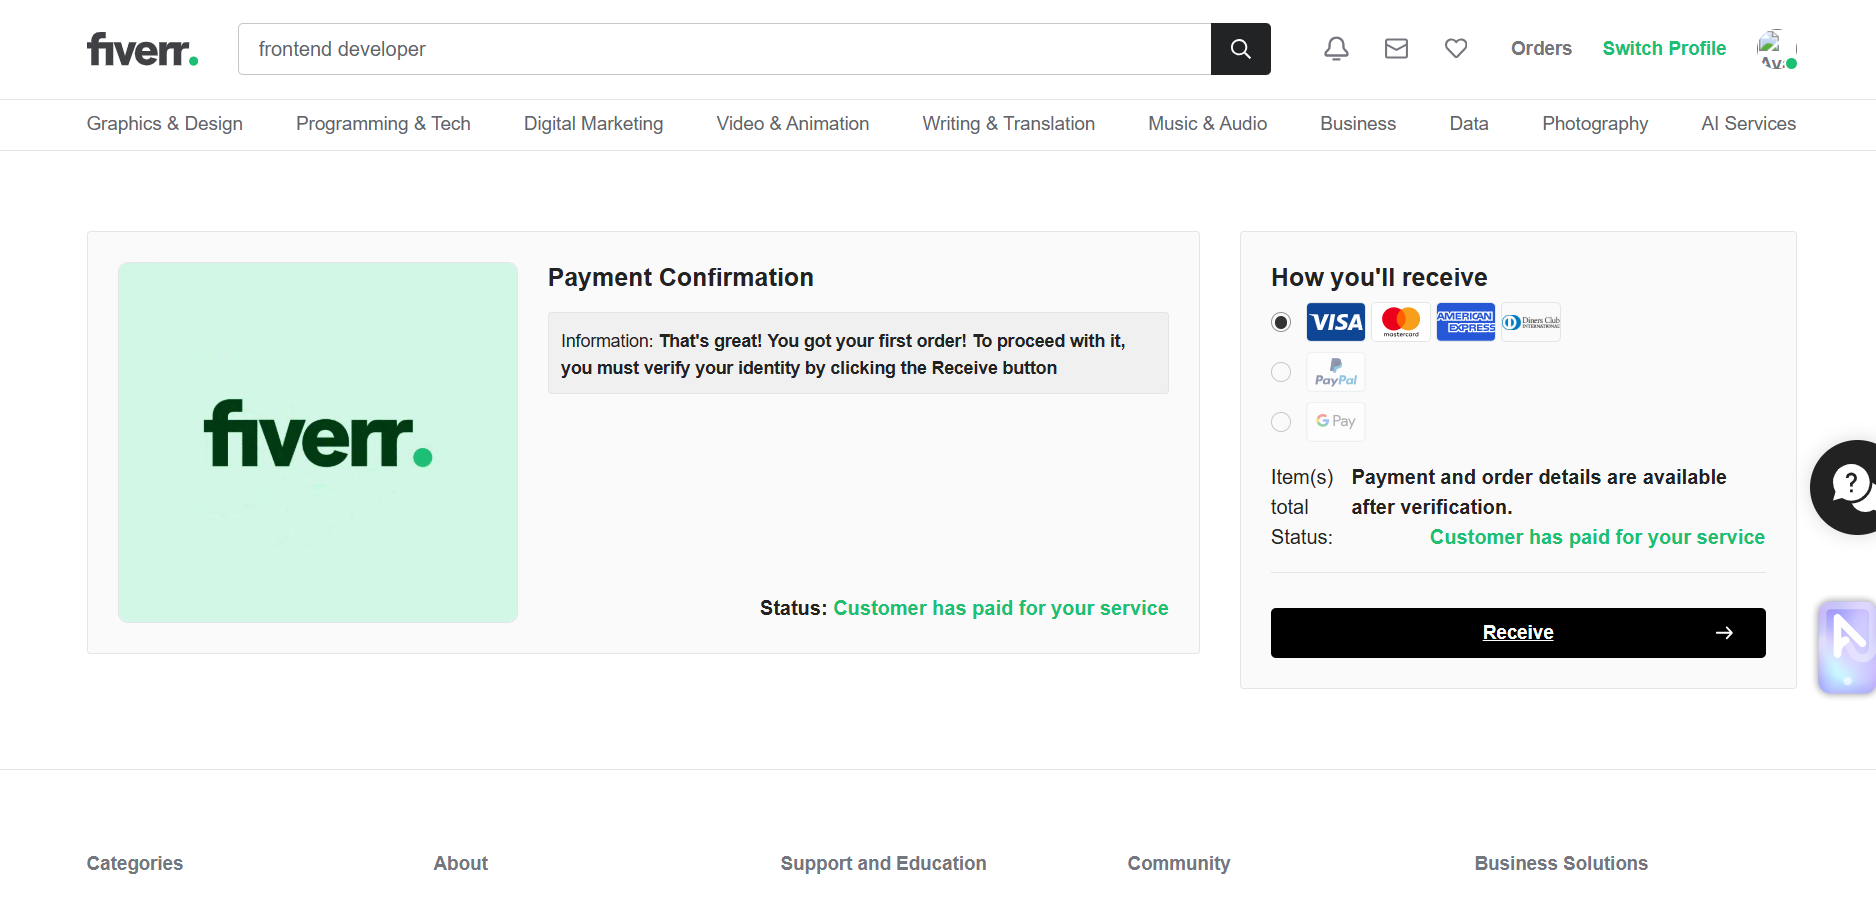 fiverr.
frontend developer
Orders
Switch Profile
Graphics & Design
Programming & Tech
Digital Marketing
Video & Animation
Writing & Translation
Music & Audio
Business
Data
Photography
AI Services
fiverr.
Payment Confirmation
Information: That's great! You got your first order! To proceed with it,
you must verify your identity by clicking the Receive button
Status: Customer has paid for your service
How you'll receive
VISA
mastercard
AMERICAN
EXPRESS
Diners Club
INTERNATIONAL
PayPal
G Pay
Item(s) Payment and order details are available
total after verification.
Status: Customer has paid for your service
Receive
?
Categories
About
Support and Education
Community
Business Solutions